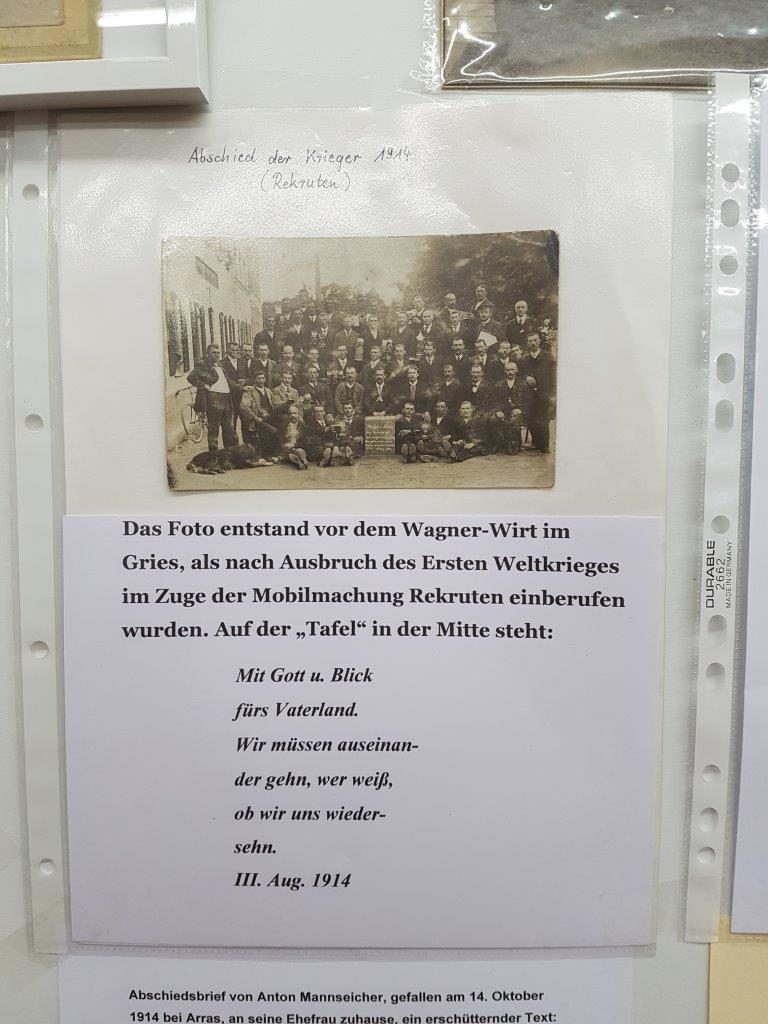 Abschied der Krieger 1914
(Rekruten)
Das Foto entstand vor dem Wagner-Wirt im
Gries, als nach Ausbruch des Ersten Weltkrieges
im Zuge der Mobilmachung Rekruten einberufen
wurden. Auf der „Tafel“ in der Mitte steht:
Mit Gott u. Blick
fürs Vaterland.
Wir müssen auseinan-
der gehn, wer weiß,
ob wir uns wieder-
sehn.
III. Aug. 1914
Abschiedsbrief von Anton Mannseicher, gefallen am 14. Oktober
1914 bei Arras, an seine Ehefrau zuhause, ein erschütternder Text:
DURABLE
2662
MADE IN GERMANY